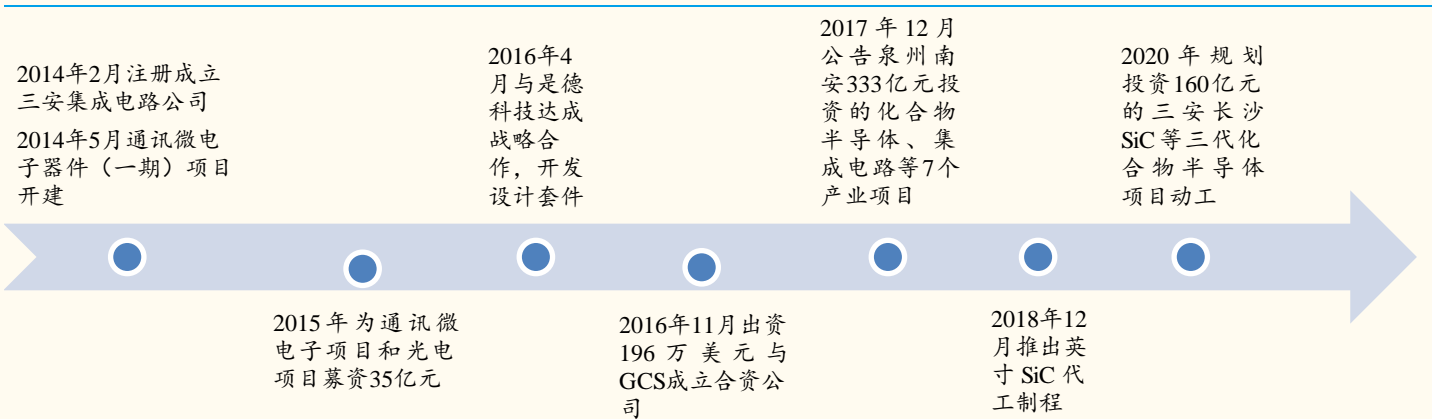 2014年2月注册成立
三安集成电路公司
2014年5月通讯微电
子器件（一期）项目
开建
2015年为通讯微
电子项目和光电
项目募资35亿元
2016年4
月与是德
科技达成
战略合
作，开发
设计套件
2016年11月出资
196万美元与
GCS成立合资公
司
2017年12月
公告泉州南
安333亿元投
资的化合物
半导体、集
成电路等7个
产业项目
2018年12
月推出英
寸SiC代
工制程
2020年规划
投资160亿元
的三安长沙
SiC等三代化
合物半导体
项目动工